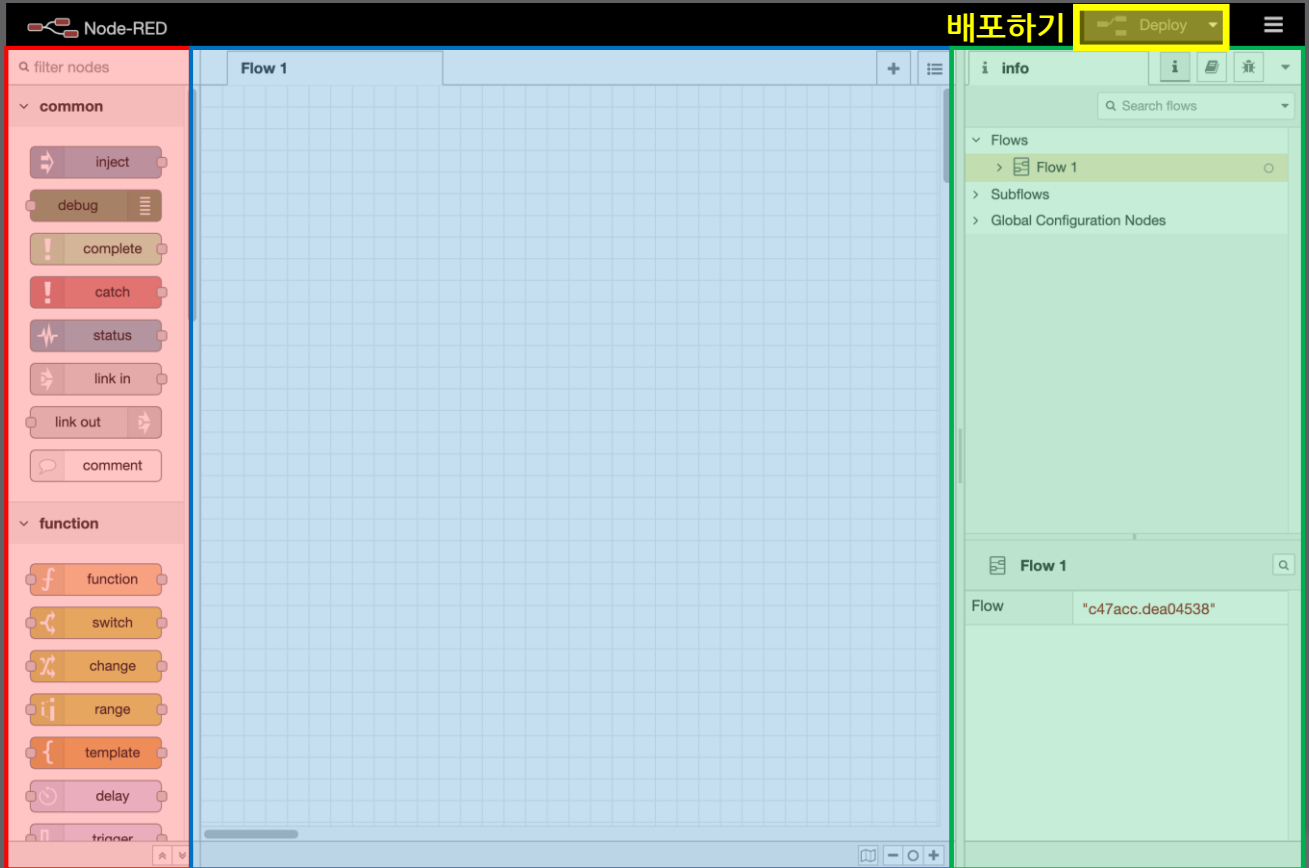 Node-RED
배포하기
Deploy
filter nodes
common
inject
debug
complete
catch
status
link in
link out
comment
function
function
switch
change
range
template
delay
trigger
Flow 1
i info
i
Search flows
Flows
Flow 1
Subflows
Global Configuration Nodes
Flow 1
Flow
"c47acc.dea04538"